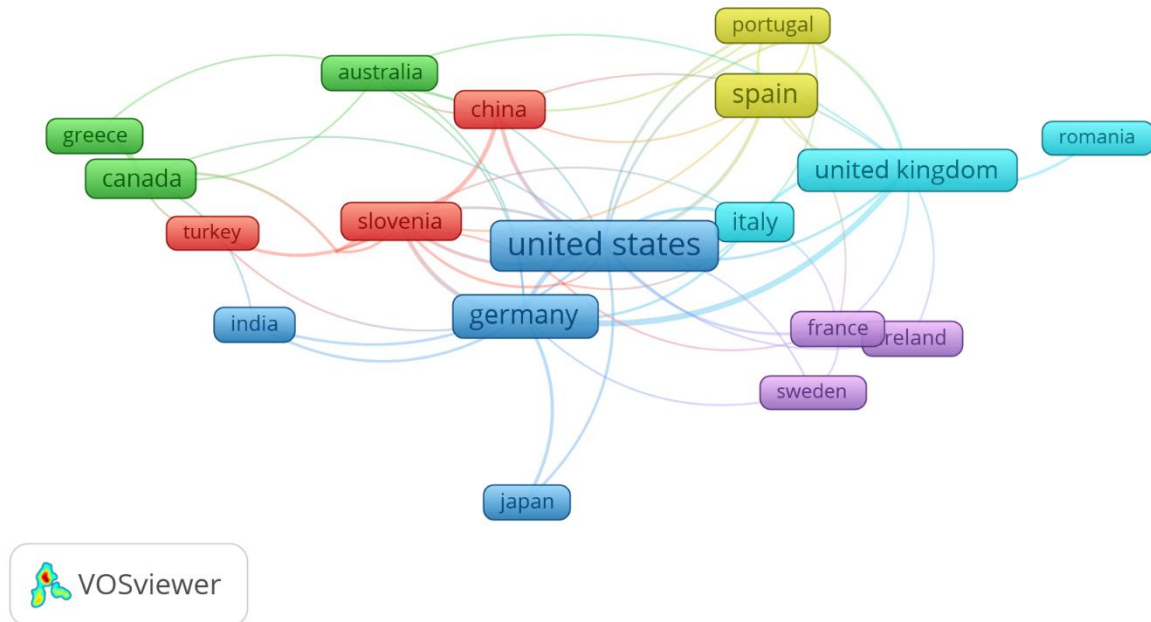 portugal
australia
spain
china
greece
romania
canada
united kingdom
slovenia
italy
turkey
united states
germany
india
france
ireland
sweden
japan
VOSviewer